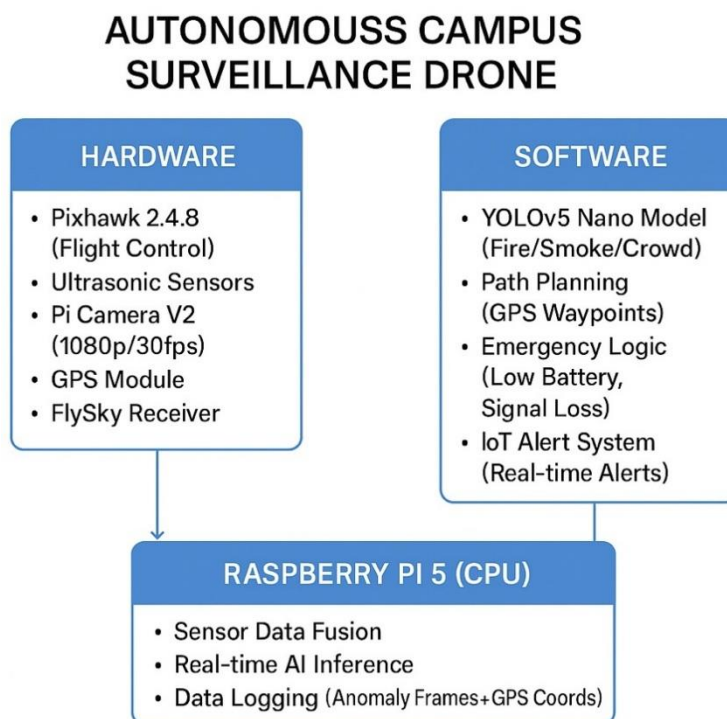 AUTONOMOUSS CAMPUS
SURVEILLANCE DRONE
HARDWARE
• Pixhawk 2.4.8
(Flight Control)
• Ultrasonic Sensors
• Pi Camera V2
(1080p/30fps)
• GPS Module
• FlySky Receiver
SOFTWARE
• YOLOv5 Nano Model
(Fire/Smoke/Crowd)
• Path Planning
(GPS Waypoints)
• Emergency Logic
(Low Battery,
Signal Loss)
• IoT Alert System
(Real-time Alerts)
RASPBERRY PI 5 (CPU)
• Sensor Data Fusion
• Real-time AI Inference
• Data Logging (Anomaly Frames+GPS Coords)